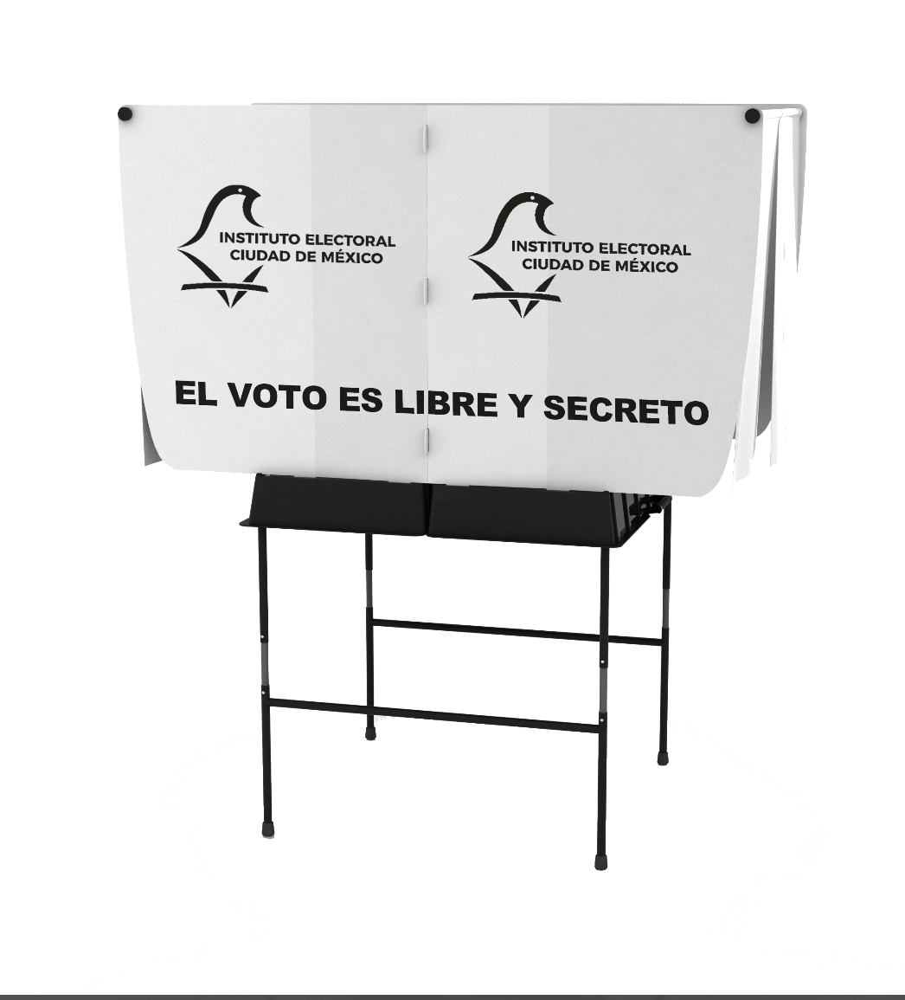 INSTITUTO ELECTORAL
CIUDAD DE MÉXICO
INSTITUTO ELECTORAL
CIUDAD DE MÉXICO
EL VOTO ES LIBRE Y SECRETO